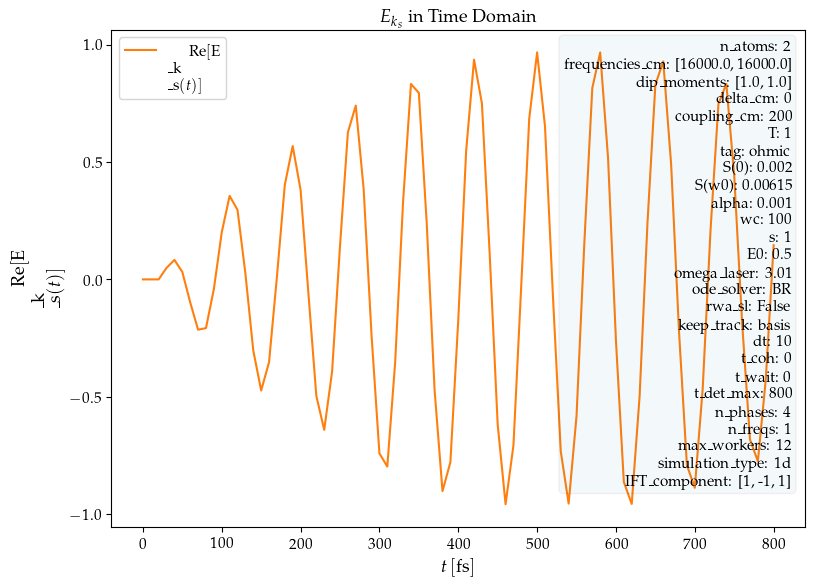 E_{k_s} in Time Domain
Re[E
_k
_s(t)]
n_atoms: 2
frequencies_cm: [16000.0, 16000.0]
dip_moments: [1.0, 1.0]
delta_cm: 0
coupling_cm: 200
T: 1
tag: ohmic
S(0): 0.002
S(w0): 0.00615
alpha: 0.001
wc: 100
s: 1
E0: 0.5
omega_laser: 3.01
ode_solver: BR
rwa_sl: False
keep_track: basis
dt: 10
t_coh: 0
t_wait: 0
t_det_max: 800
n_phases: 4
n_freqs: 1
max_workers: 12
simulation_type: 1d
IFT_component: [1, -1, 1]
Re[E
_k
_s(t)]
1.0
0.5
0.0
−0.5
−1.0
0 100 200 300 400 500 600 700 800
t [fs]